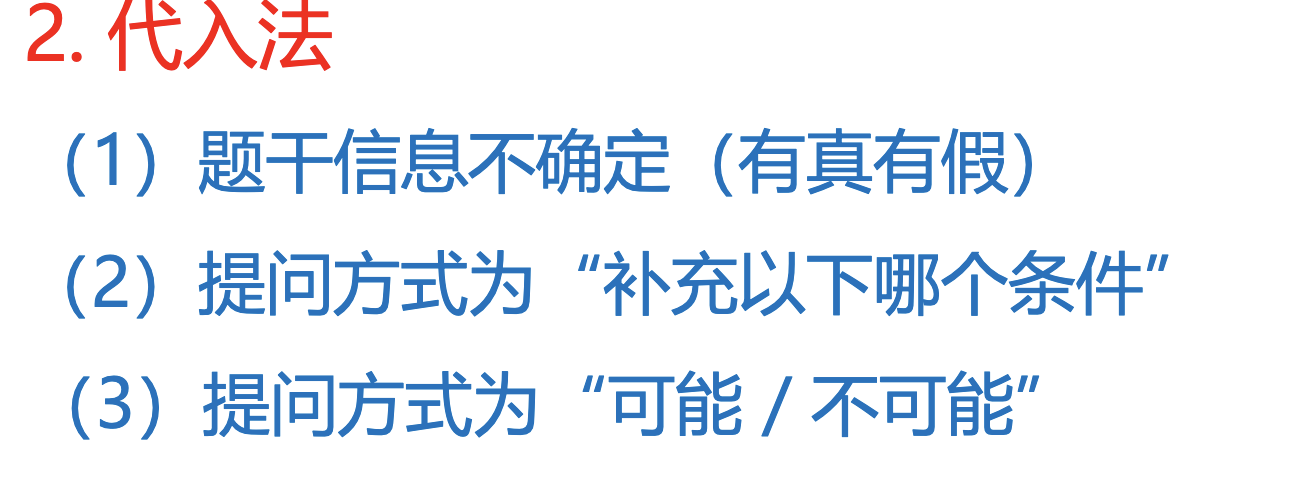 2. 代入法
（1）题干信息不确定（有真有假）
（2）提问方式为“补充以下哪个条件”
（3）提问方式为“可能 / 不可能”